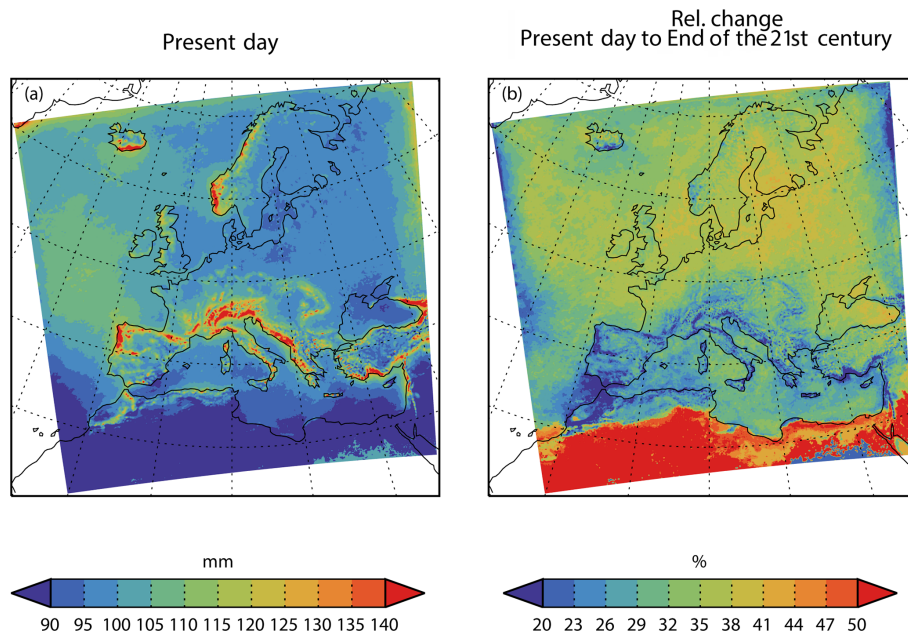 Present day
Rel. change
Present day to End of the 21st century
(a)
(b)
mm
%
90 95 100 105 110 115 120 125 130 135 140
20 23 26 29 32 35 38 41 44 47 50